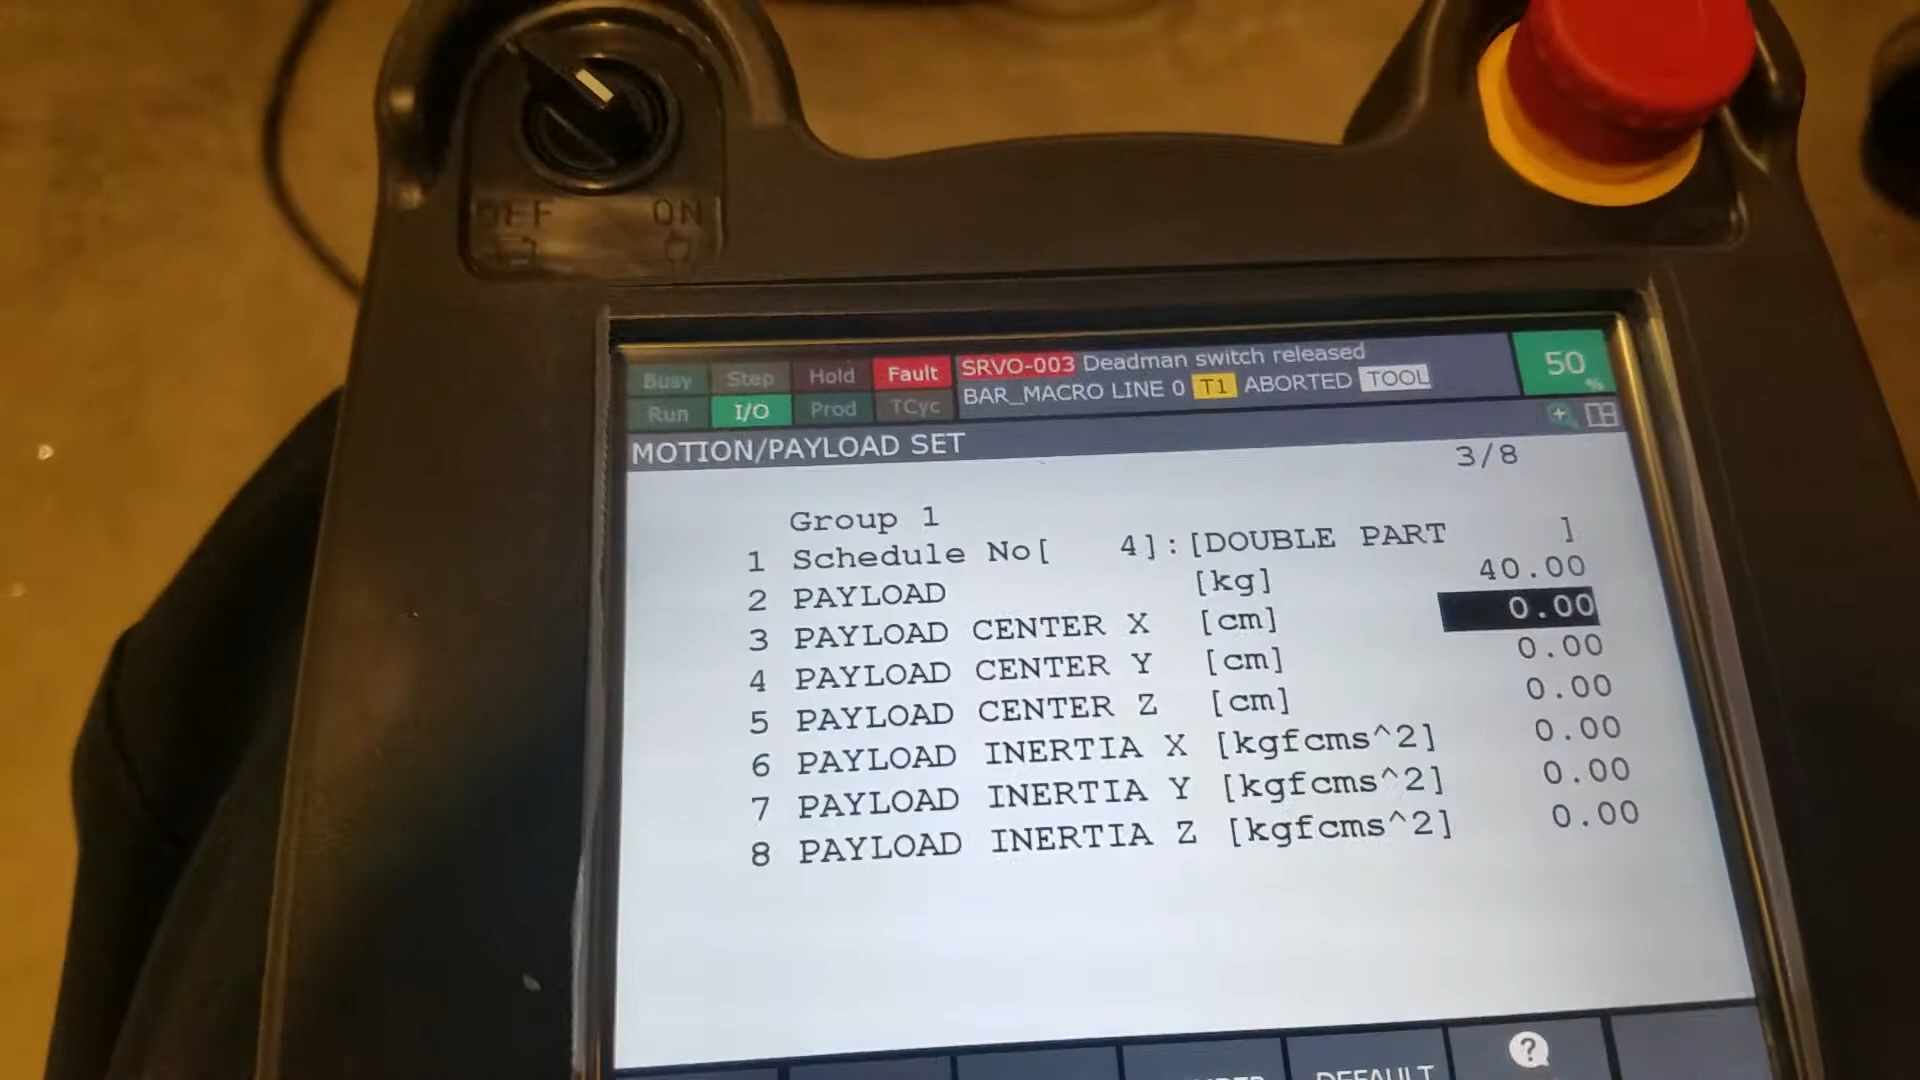 OFF ON
Busy Step Hold Fault SRVO-003 Deadman switch released
Run I/O Prod TCyc BAR_MACRO LINE 0 T1 ABORTED TOOL
50 %
MOTION/PAYLOAD SET
3/8
Group 1
1 Schedule No[ 4]:[DOUBLE PART ]
2 PAYLOAD [kg] 40.00
3 PAYLOAD CENTER X [cm] 0.00
4 PAYLOAD CENTER Y [cm] 0.00
5 PAYLOAD CENTER Z [cm] 0.00
6 PAYLOAD INERTIA X [kgfcms^2] 0.00
7 PAYLOAD INERTIA Y [kgfcms^2] 0.00
8 PAYLOAD INERTIA Z [kgfcms^2] 0.00
DEFAULT ?